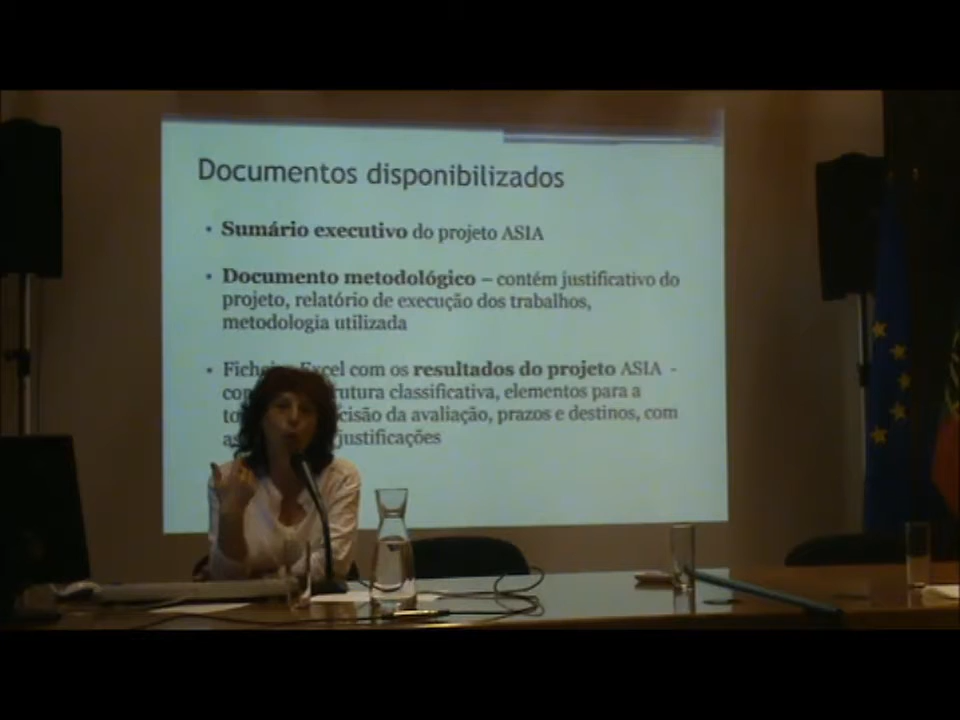 Documentos disponibilizados
• Sumário executivo do projeto ASIA
• Documento metodológico – contém justificativo do
projeto, relatório de execução dos trabalhos,
metodologia utilizada
• Excel com os resultados do projeto ASIA -
classificativa, elementos para a
da avaliação, prazos e destinos, com
justificações